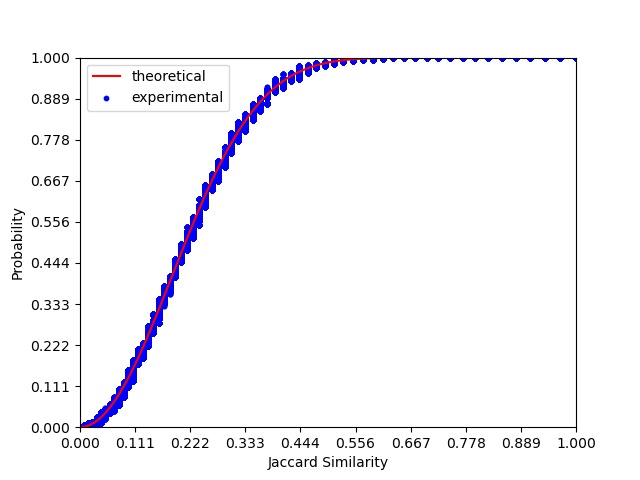 theoretical
experimental
1.000
0.889
0.778
0.667
0.556
0.444
0.333
0.222
0.111
0.000
Probability
0.000 0.111 0.222 0.333 0.444 0.556 0.667 0.778 0.889 1.000
Jaccard Similarity